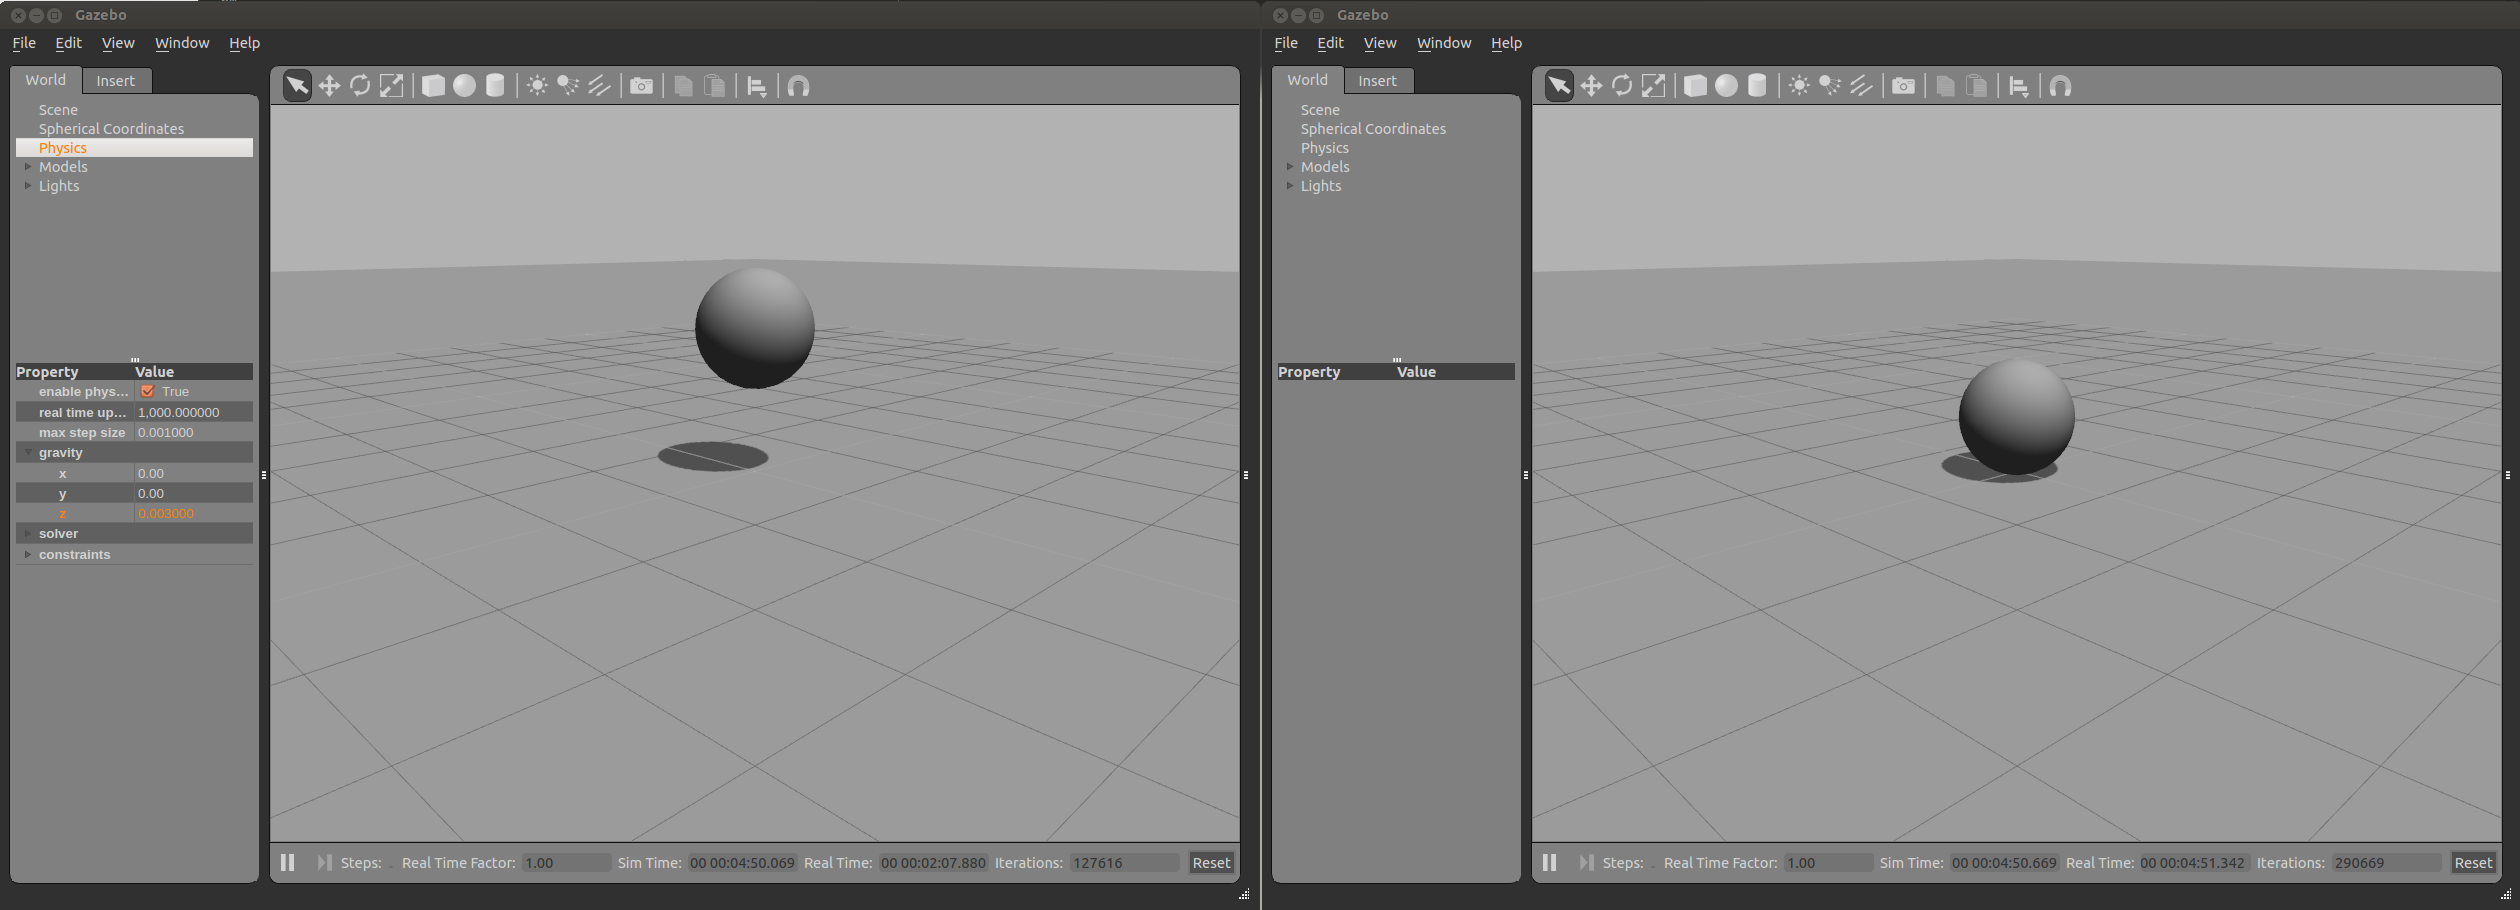 Gazebo
File Edit View Window Help
World Insert
Scene
Spherical Coordinates
Physics
Models
Lights
Property Value
enable phys... True
real time up... 1,000.000000
max step size 0.001000
gravity
x 0.00
y 0.00
z 0.003000
solver
constraints
Steps: Real Time Factor: 1.00 Sim Time: 00 00:04:50.069 Real Time: 00 00:02:07.880 Iterations: 127616 Reset
Gazebo
File Edit View Window Help
World Insert
Scene
Spherical Coordinates
Physics
Models
Lights
Property Value
Steps: Real Time Factor: 1.00 Sim Time: 00 00:04:50.669 Real Time: 00 00:04:51.342 Iterations: 290669 Reset